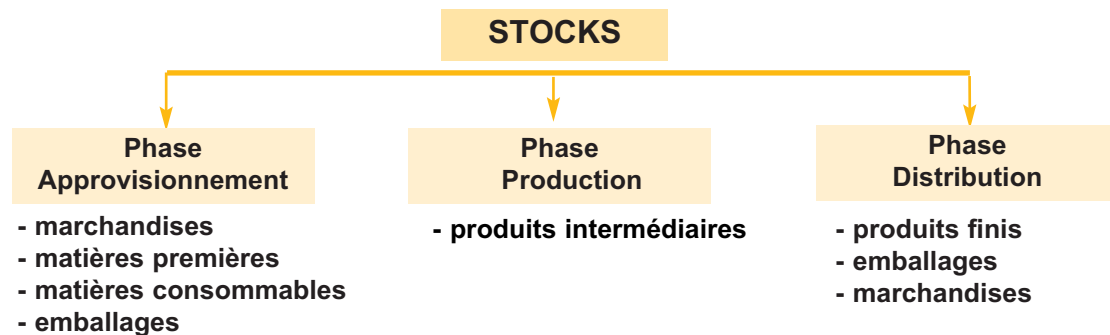 STOCKS
Phase
Approvisionnement
- marchandises
- matières premières
- matières consommables
- emballages
Phase
Production
- produits intermédiaires
Phase
Distribution
- produits finis
- emballages
- marchandises